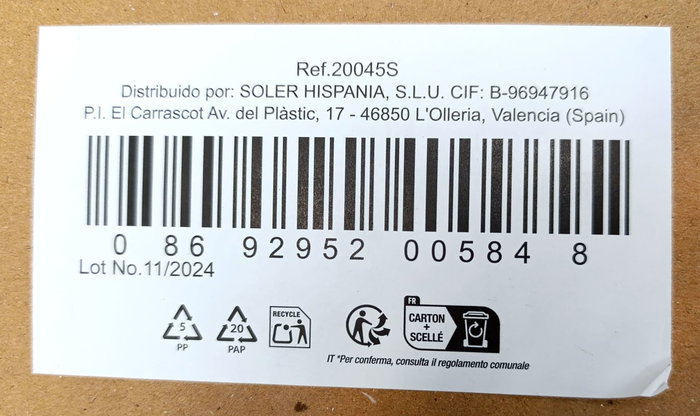 Ref.20045S
Distribuido por: SOLER HISPANIA, S.L.U. CIF: B-96947916
P.I. El Carrascot Av. del Plàstic, 17 - 46850 L'Olleria, Valencia (Spain)
0 86 92952 00584 8
Lot No.11/2024
5
PP
20
PAP
RECYCLE
FR
CARTON
+
SCELLÉ
IT *Per conferma, consulta il regolamento comunale